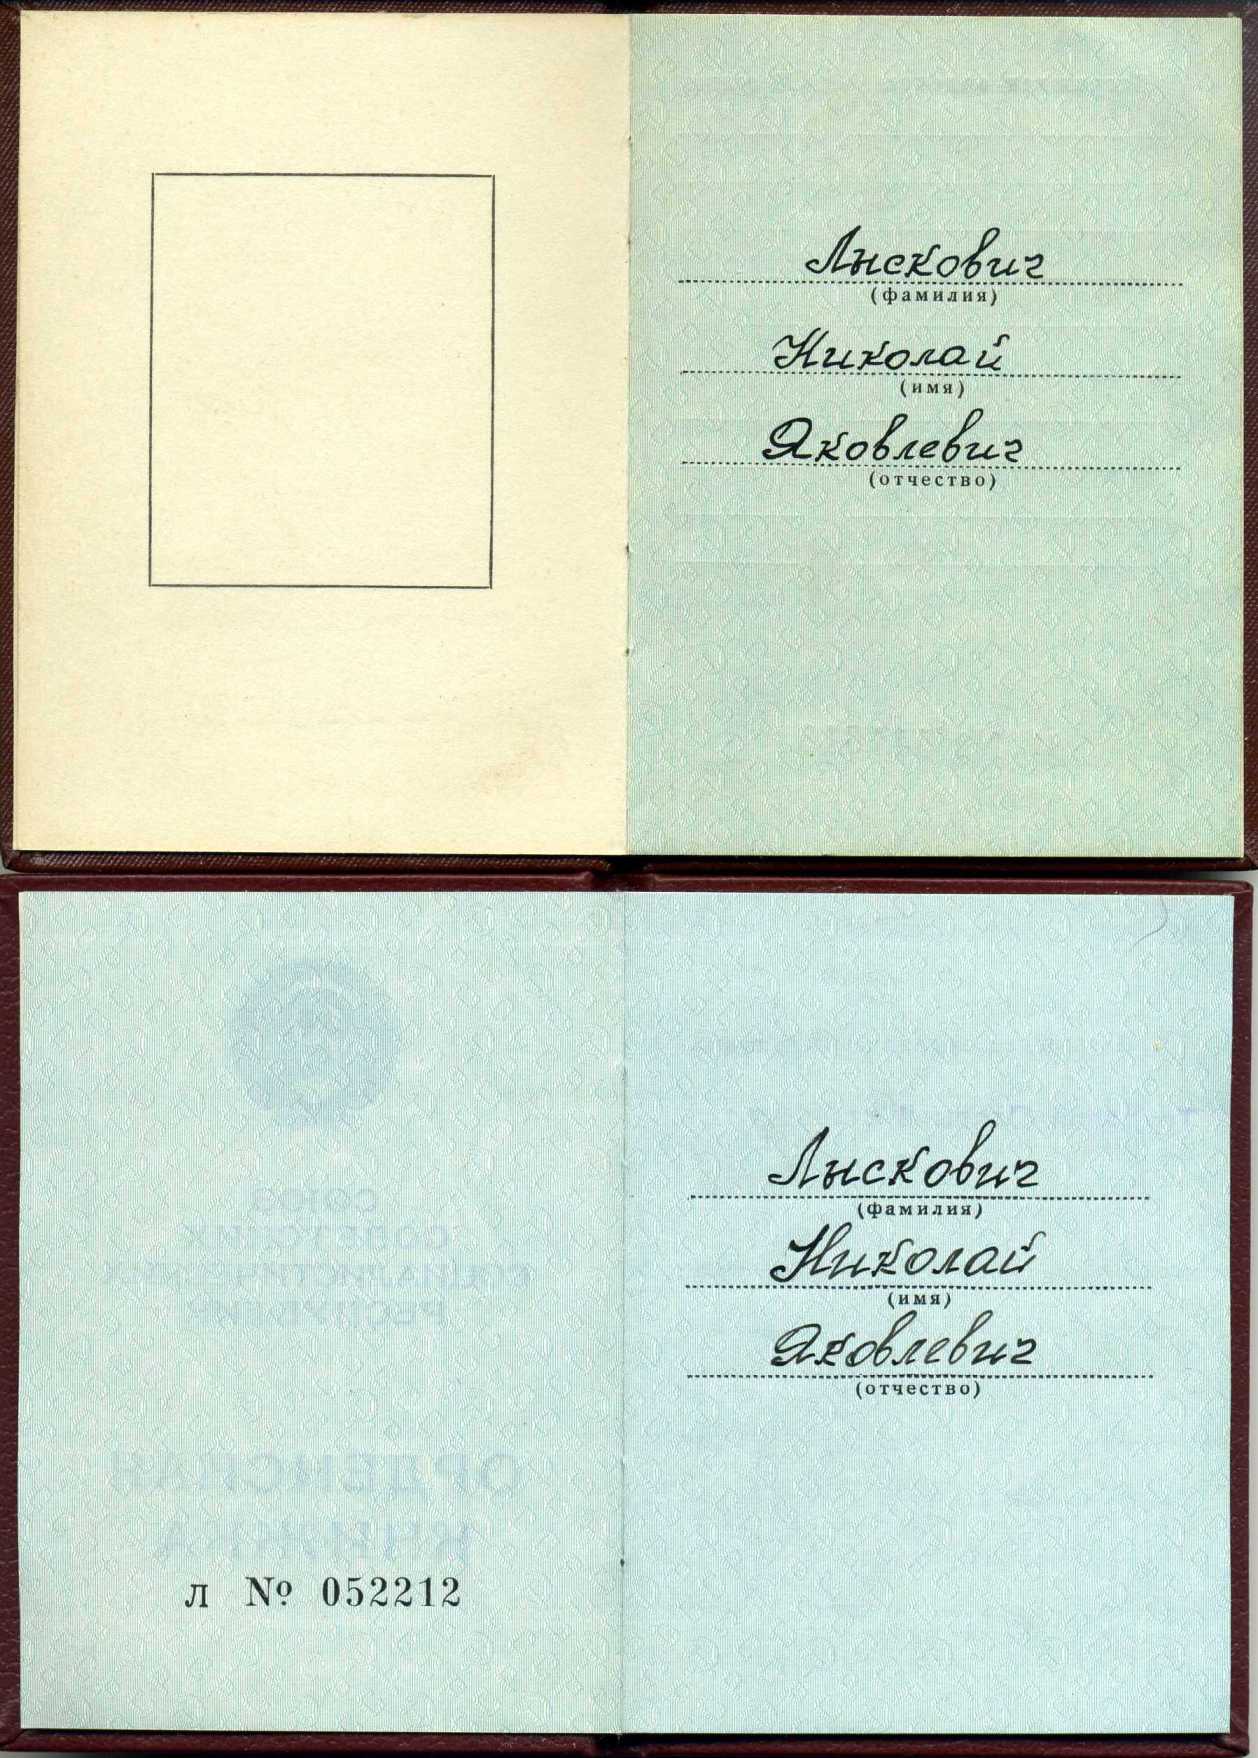 Лыскович
(фамилия)
Николай
(имя)
Яковлевич
(отчество)
СОЮЗ
СОВЕТСКИХ
СОЦИАЛИСТИЧЕСКИХ
РЕСПУБЛИК
ОРДЕНСКАЯ
КНИЖКА
Л № 052212
Лыскович
(фамилия)
Николай
(имя)
Яковлевич
(отчество)